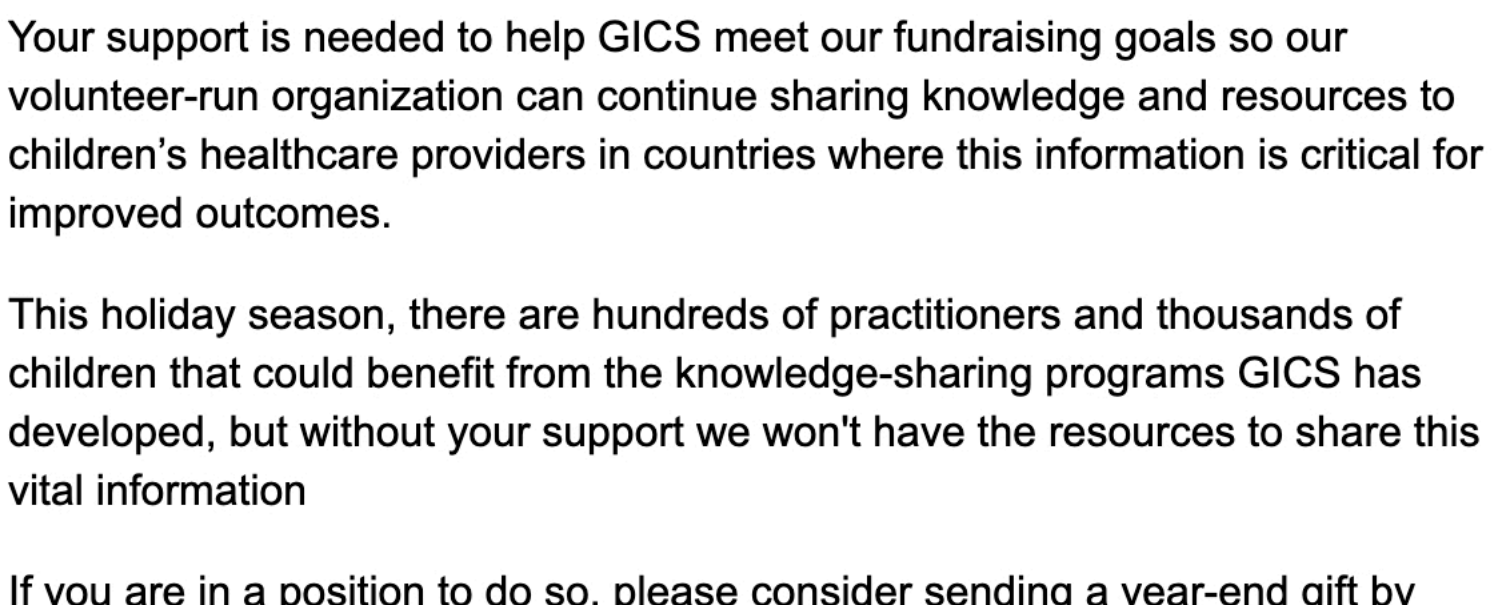 Your support is needed to help GICS meet our fundraising goals so our
volunteer-run organization can continue sharing knowledge and resources to
children’s healthcare providers in countries where this information is critical for
improved outcomes.
This holiday season, there are hundreds of practitioners and thousands of
children that could benefit from the knowledge-sharing programs GICS has
developed, but without your support we won't have the resources to share this
vital information
If you are in a position to do so, please consider sending a year-end gift by